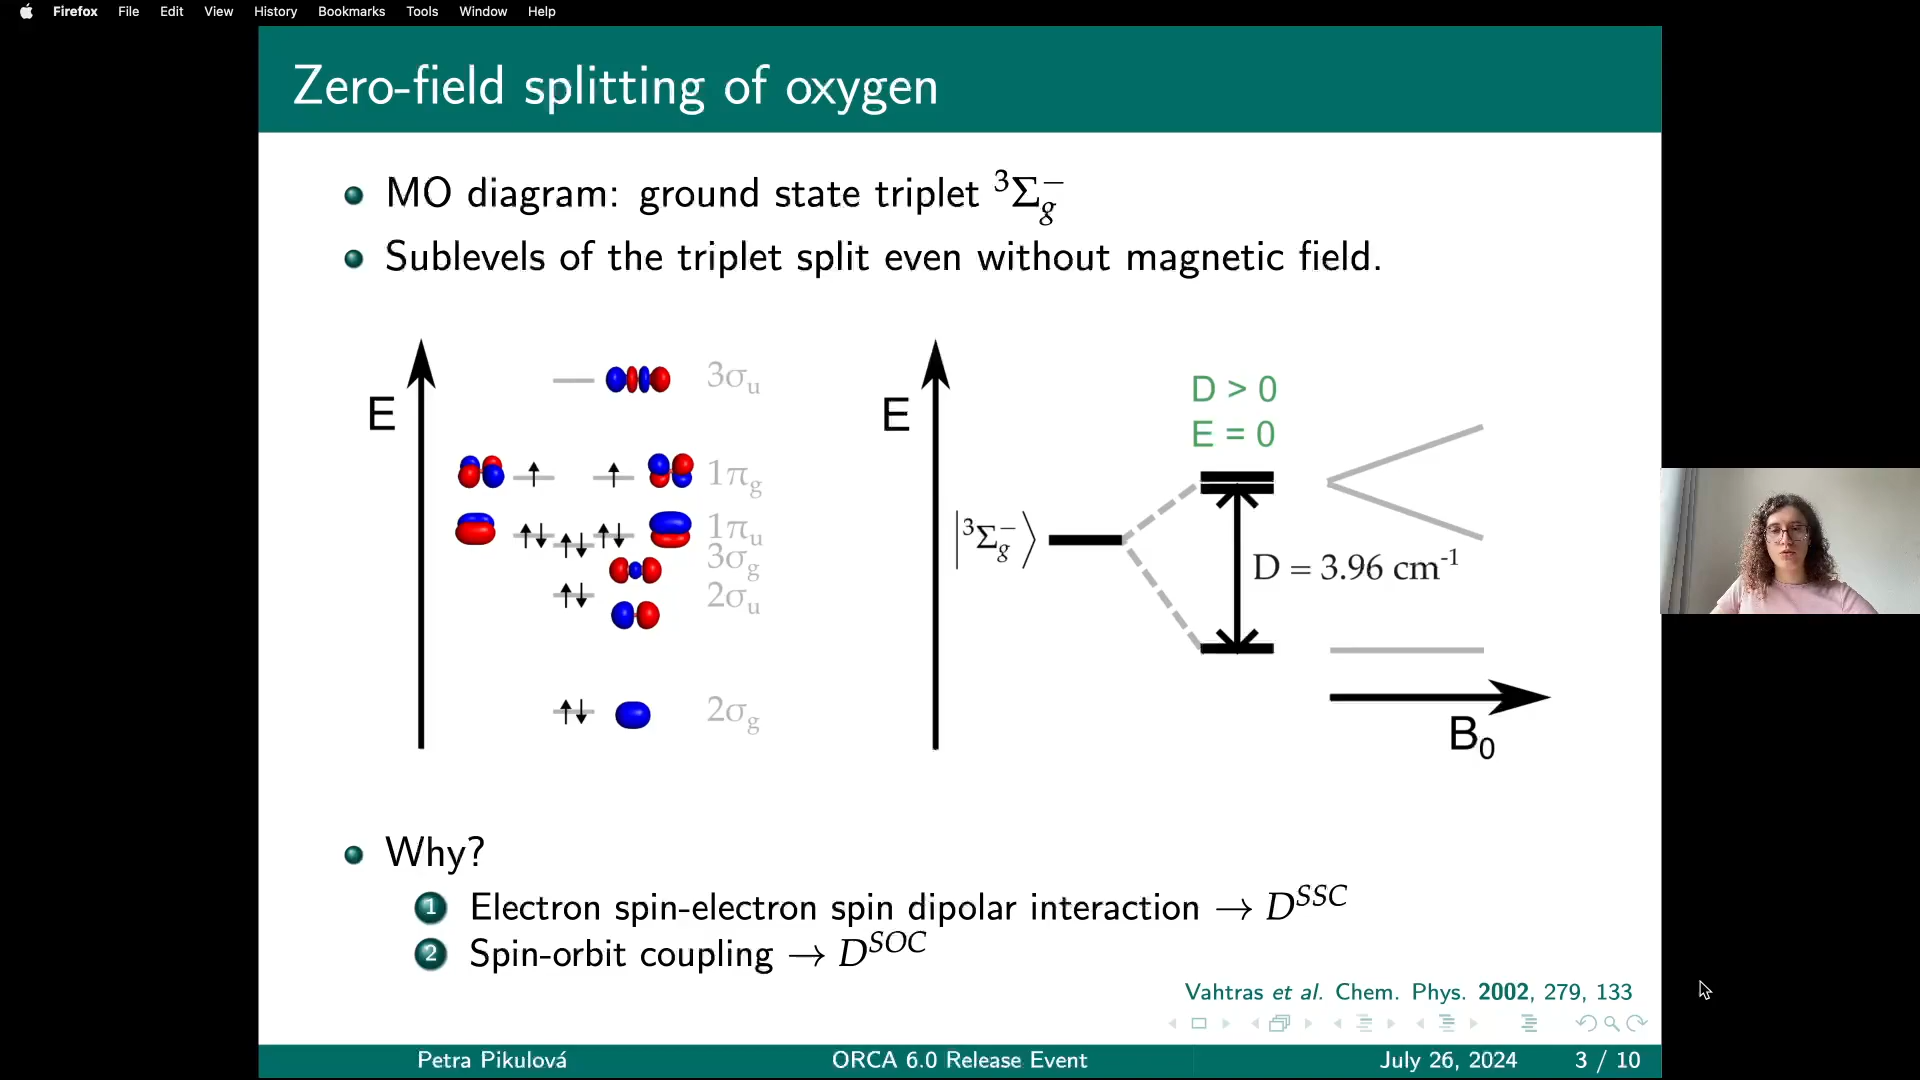 Firefox File Edit View History Bookmarks Tools Window Help
Zero-field splitting of oxygen
MO diagram: ground state triplet ³Σg⁻
Sublevels of the triplet split even without magnetic field.
E
3σu
1πg
1πu
3σg
2σu
2σg
E
D > 0
E = 0
|³Σg⁻⟩
D = 3.96 cm⁻¹
B₀
Why?
1 Electron spin-electron spin dipolar interaction → D^SSC
2 Spin-orbit coupling → D^SOC
Vahtras et al. Chem. Phys. 2002, 279, 133
Petra Pikulová ORCA 6.0 Release Event July 26, 2024 3 / 10